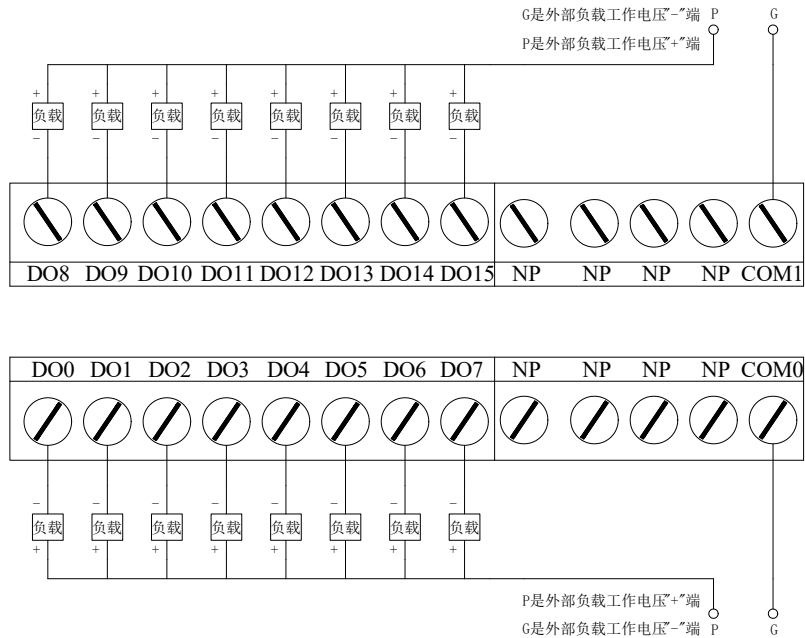 G是外部负载工作电压"-"端 P G
P是外部负载工作电压"+"端
+ + + + + + + +
负载 负载 负载 负载 负载 负载 负载 负载
- - - - - - - -
DO8 DO9 DO10 DO11 DO12 DO13 DO14 DO15 NP NP NP NP COM1
DO0 DO1 DO2 DO3 DO4 DO5 DO6 DO7 NP NP NP NP COM0
- - - - - - - -
负载 负载 负载 负载 负载 负载 负载 负载
+ + + + + + + +
P是外部负载工作电压"+"端
G是外部负载工作电压"-"端 P G